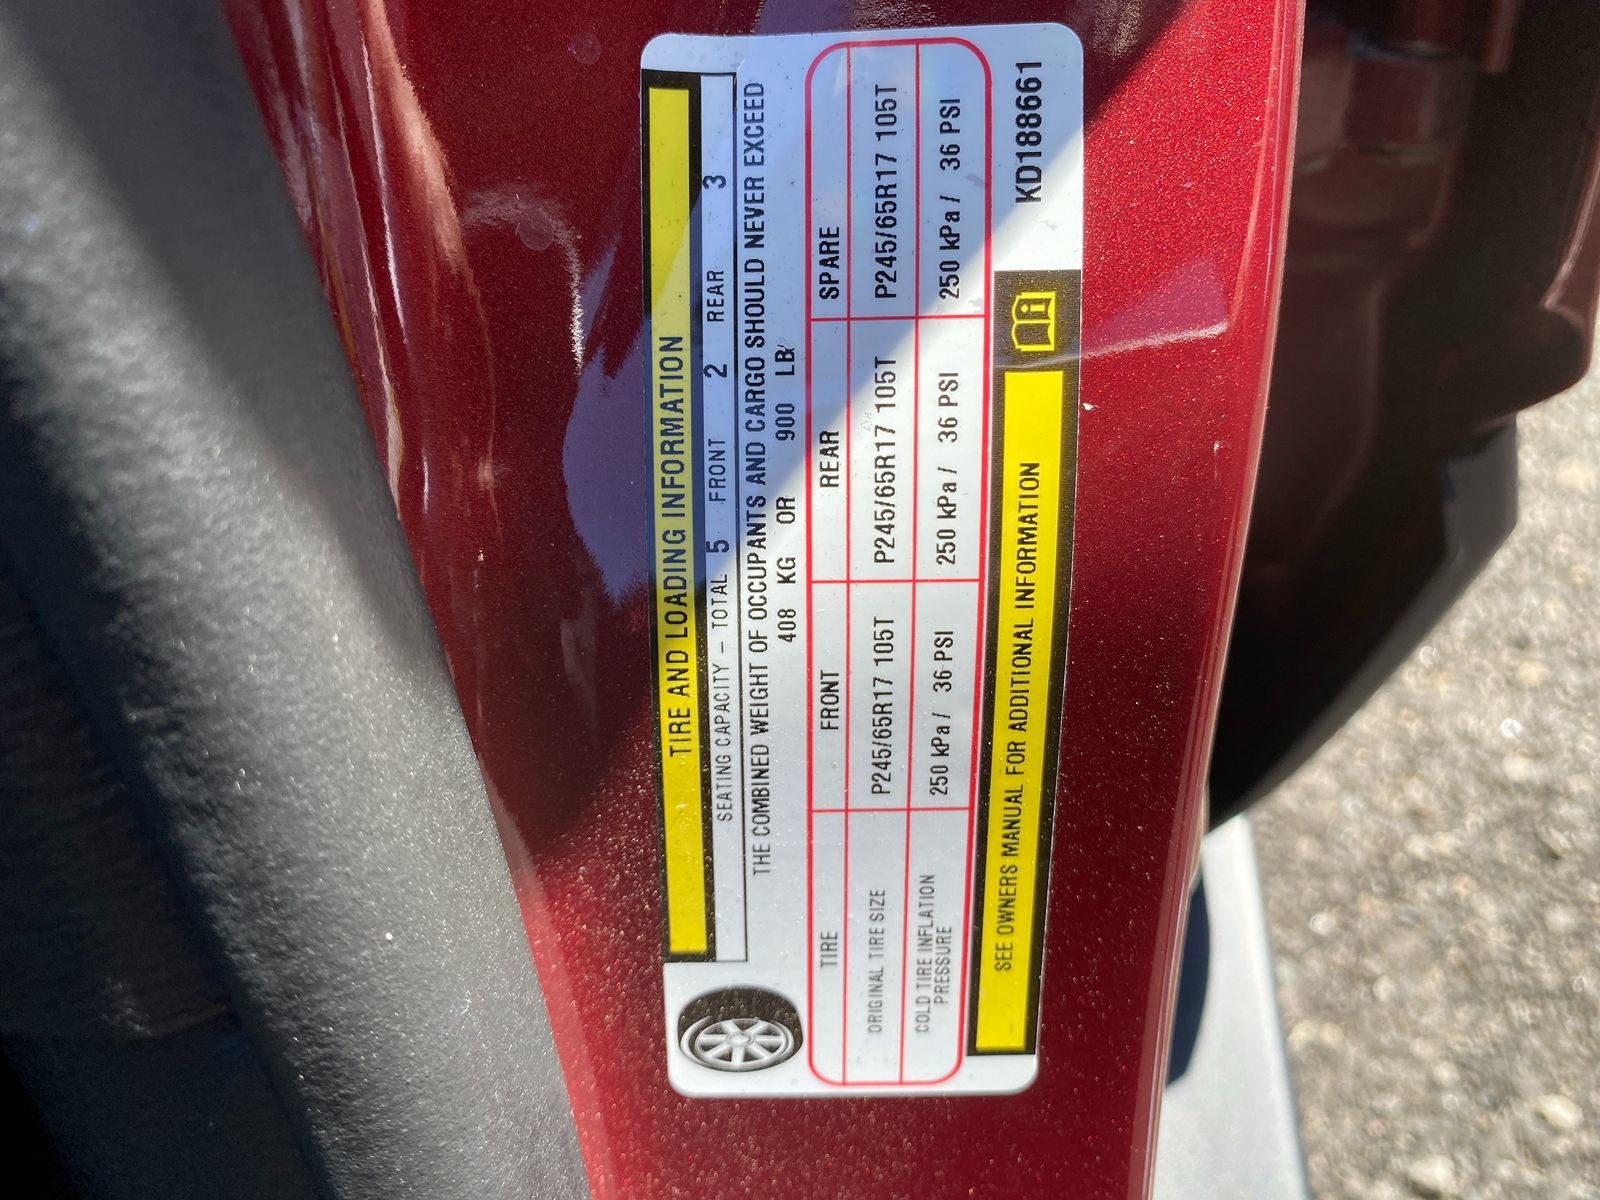 TIRE AND LOADING INFORMATION
SEATING CAPACITY – TOTAL 5 FRONT 2 REAR 3
THE COMBINED WEIGHT OF OCCUPANTS AND CARGO SHOULD NEVER EXCEED
408 KG OR 900 LB
TIRE FRONT REAR SPARE
ORIGINAL TIRE SIZE P245/65R17 105T P245/65R17 105T P245/65R17 105T
COLD TIRE INFLATION
PRESSURE 250 kPa / 36 PSI 250 kPa / 36 PSI 250 kPa / 36 PSI
SEE OWNERS MANUAL FOR ADDITIONAL INFORMATION
KD188661